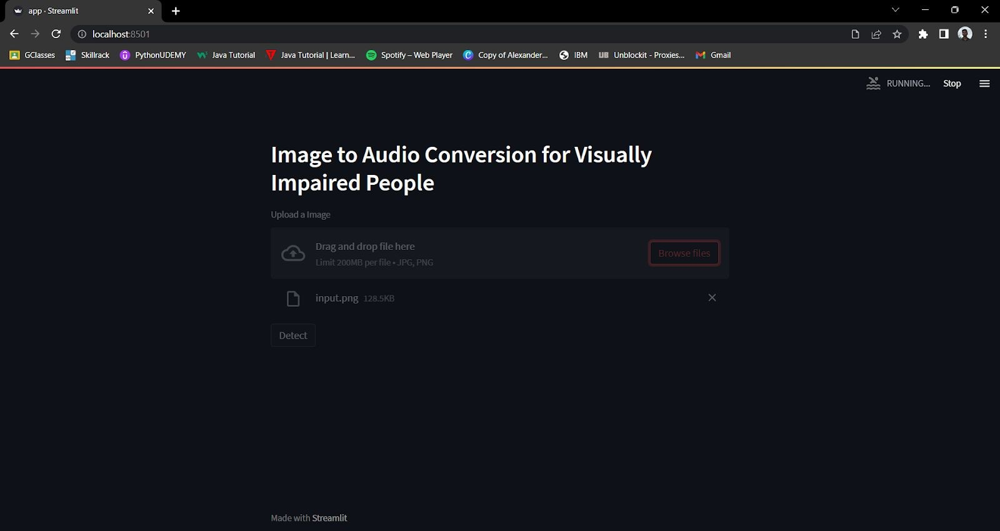 app · Streamlit
localhost:8501
GClasses Skillrack PythonUDEMY Java Tutorial Java Tutorial | Learn... Spotify – Web Player Copy of Alexander... IBM UB Unblockit - Proxies... Gmail
RUNNING... Stop
Image to Audio Conversion for Visually
Impaired People
Upload a Image
Drag and drop file here
Limit 200MB per file • JPG, PNG
Browse files
input.png 128.5KB
Detect
Made with Streamlit